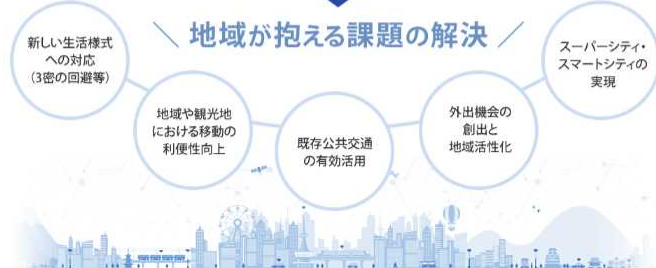 地域が抱える課題の解決
新しい生活様式
への対応
(3密の回避等)
地域や観光地
における移動の
利便性向上
既存公共交通
の有効活用
外出機会の
創出と
地域活性化
スーパーシティ・
スマートシティの
実現